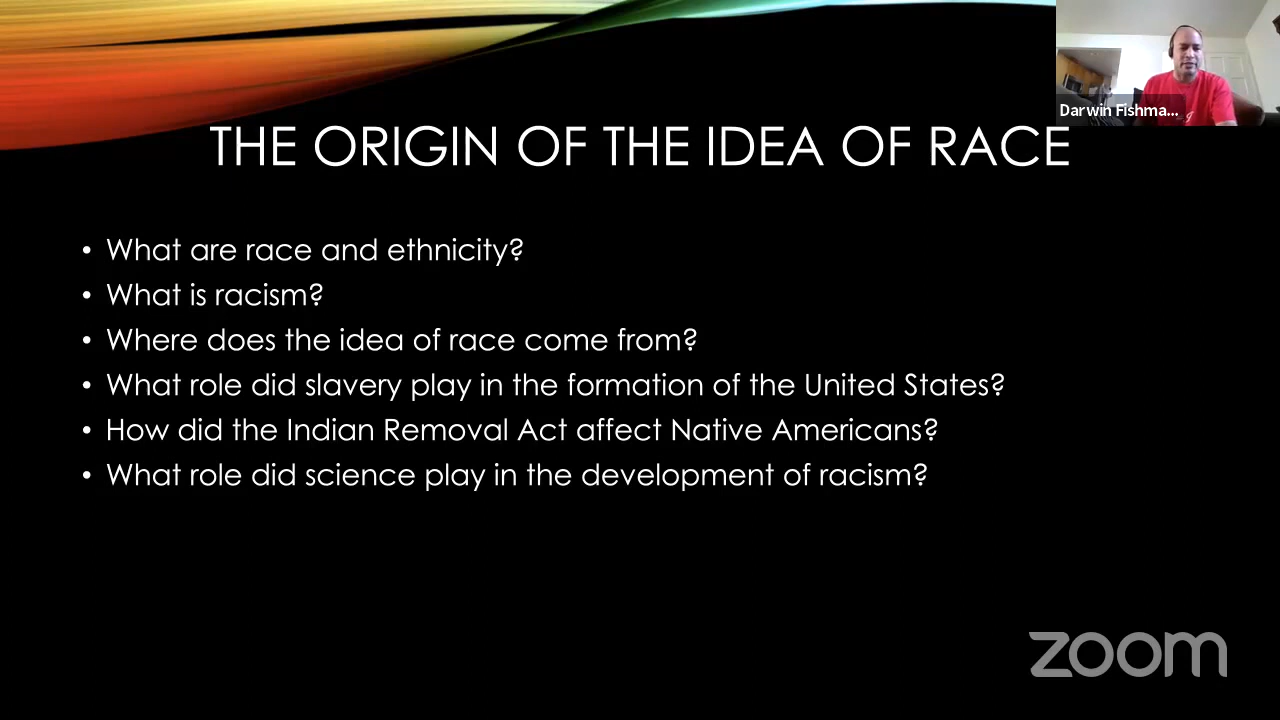 Darwin Fishma...
THE ORIGIN OF THE IDEA OF RACE
• What are race and ethnicity?
• What is racism?
• Where does the idea of race come from?
• What role did slavery play in the formation of the United States?
• How did the Indian Removal Act affect Native Americans?
• What role did science play in the development of racism?
zoom